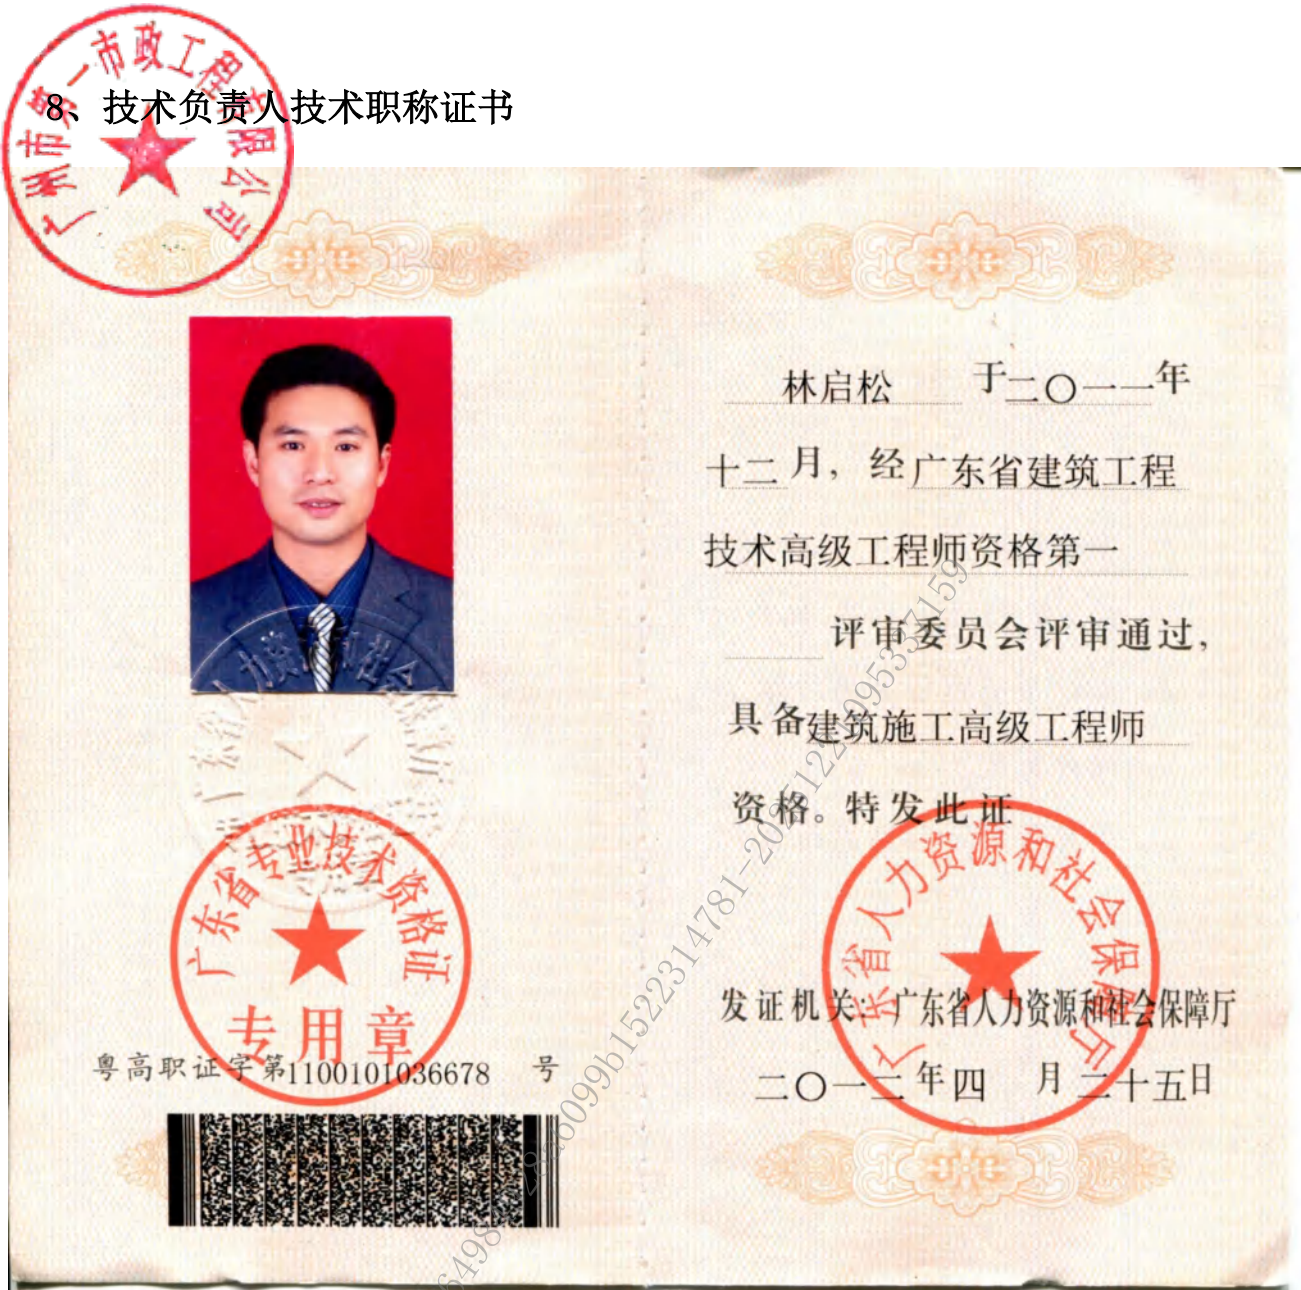 8、技术负责人技术职称证书
广州市第一市政工程有限公司
林启松 于二〇一一年
十二月，经广东省建筑工程
技术高级工程师资格第一
评审委员会评审通过，
具备建筑施工高级工程师
资格。特发此证
广东省人力资源和社会保障厅
发证机关：广东省人力资源和社会保障厅
二〇一二年四 月二十五日
广东省专业技术资格证
专用章
粤高职证字第1100101036678 号